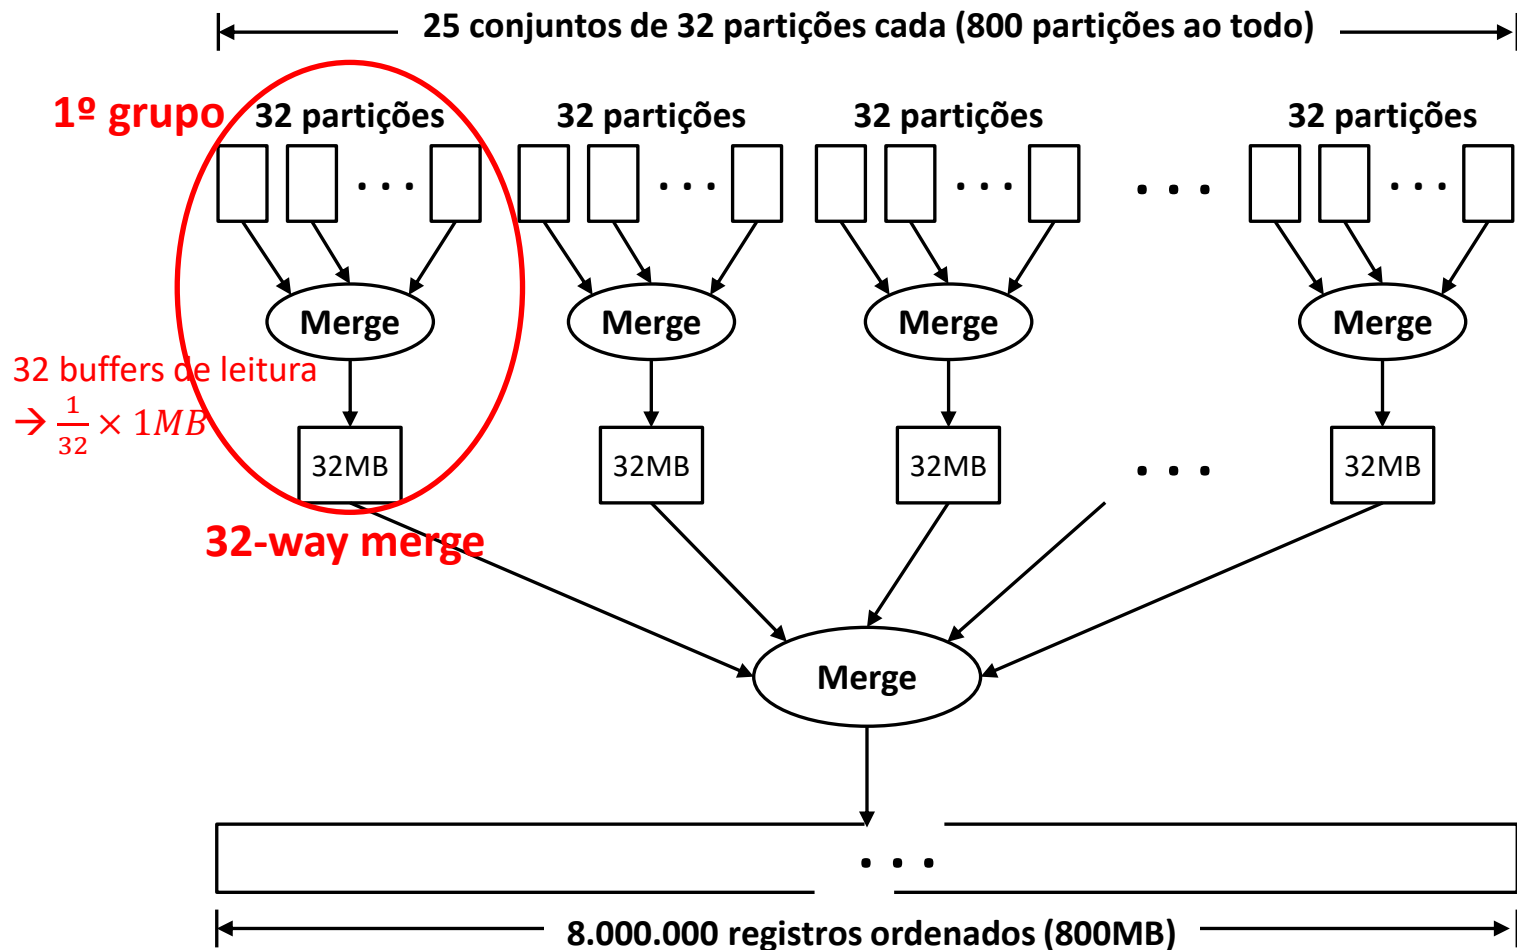 25 conjuntos de 32 partições cada (800 partições ao todo)
1º grupo
32 partições
32 partições
32 partições
32 partições
. . .
. . .
. . .
. . .
. . .
Merge
Merge
Merge
Merge
32 buffers de leitura
→ 1/32 × 1MB
32MB
32MB
32MB
. . .
32MB
32-way merge
Merge
. . .
8.000.000 registros ordenados (800MB)